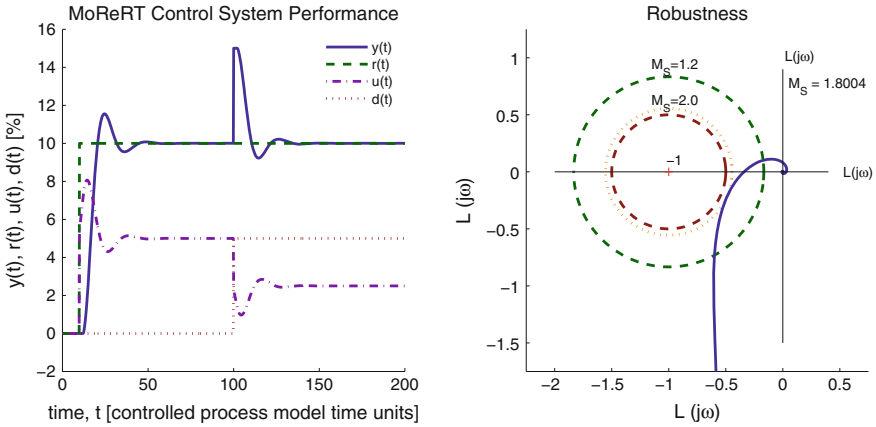 MoReRT Control System Performance
16
14
12
10
8
6
4
2
0
−2
y(t), r(t), u(t), d(t) [%]
y(t)
r(t)
u(t)
d(t)
0
50
100
150
200
time, t [controlled process model time units]
Robustness
1
0.5
0
−0.5
−1
−1.5
L (jω)
M_S=1.2
M_S=2.0
−1
L(jω)
M_S = 1.8004
L(jω)
−2
−1.5
−1
−0.5
0
0.5
L (jω)